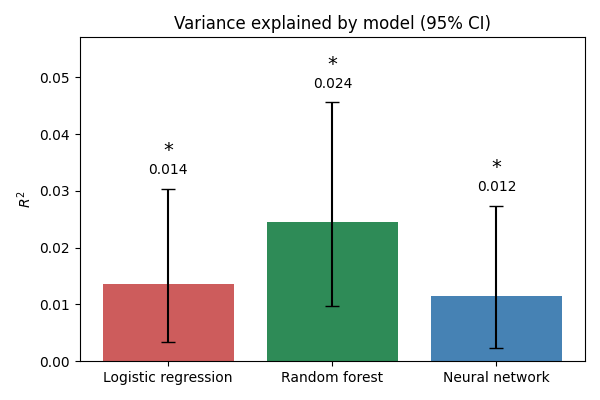 Variance explained by model (95% CI)
R²
0.05
0.04
0.03
0.02
0.01
0.00
*
0.014
*
0.024
*
0.012
Logistic regression
Random forest
Neural network